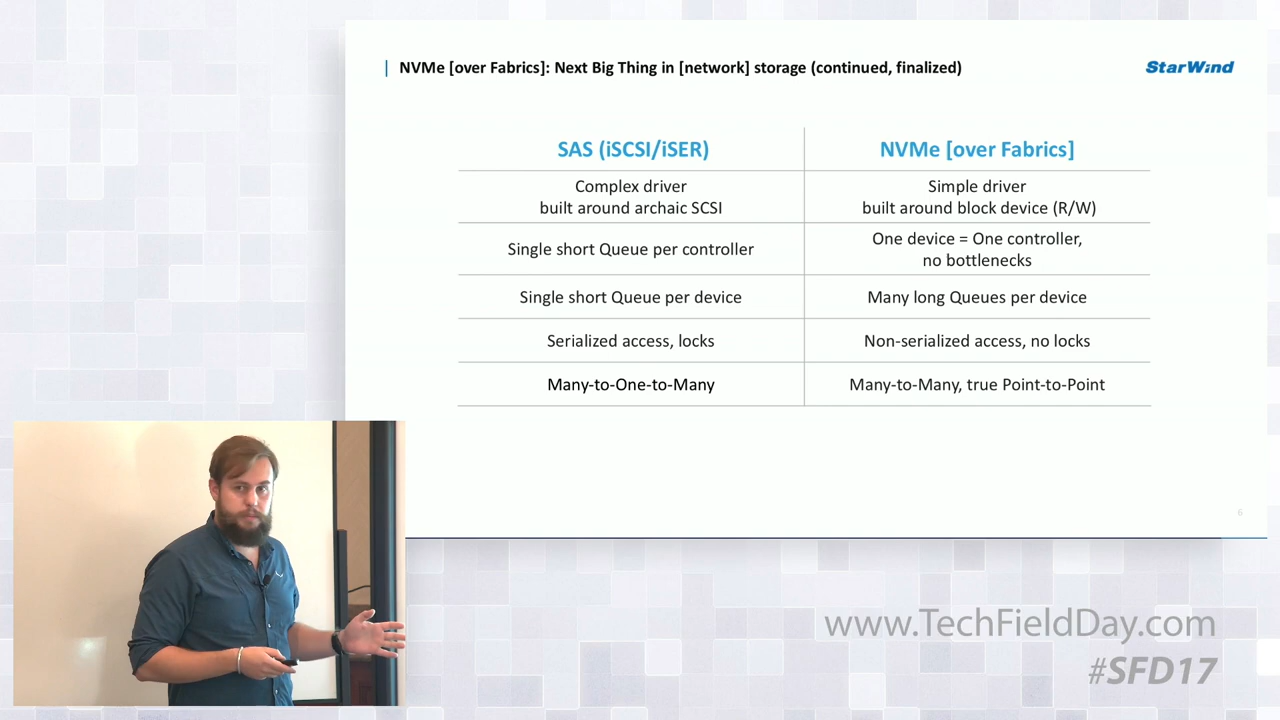 NVMe [over Fabrics]: Next Big Thing in [network] storage (continued, finalized)
StarWind
SAS (iSCSI/iSER)
NVMe [over Fabrics]
Complex driver
built around archaic SCSI
Simple driver
built around block device (R/W)
Single short Queue per controller
One device = One controller,
no bottlenecks
Single short Queue per device
Many long Queues per device
Serialized access, locks
Non-serialized access, no locks
Many-to-One-to-Many
Many-to-Many, true Point-to-Point
6
www.TechFieldDay.com
#SFD17